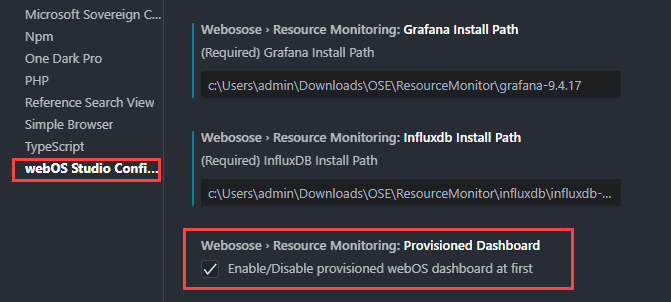 Microsoft Sovereign C...
Npm
One Dark Pro
PHP
Reference Search View
Simple Browser
TypeScript
webOS Studio Confi...
Webosose › Resource Monitoring: Grafana Install Path
(Required) Grafana Install Path
c:\Users\admin\Downloads\OSE\ResourceMonitor\grafana-9.4.17
Webosose › Resource Monitoring: Influxdb Install Path
(Required) InfluxDB Install Path
c:\Users\admin\Downloads\OSE\ResourceMonitor\influxdb\influxdb-...
Webosose › Resource Monitoring: Provisioned Dashboard
Enable/Disable provisioned webOS dashboard at first